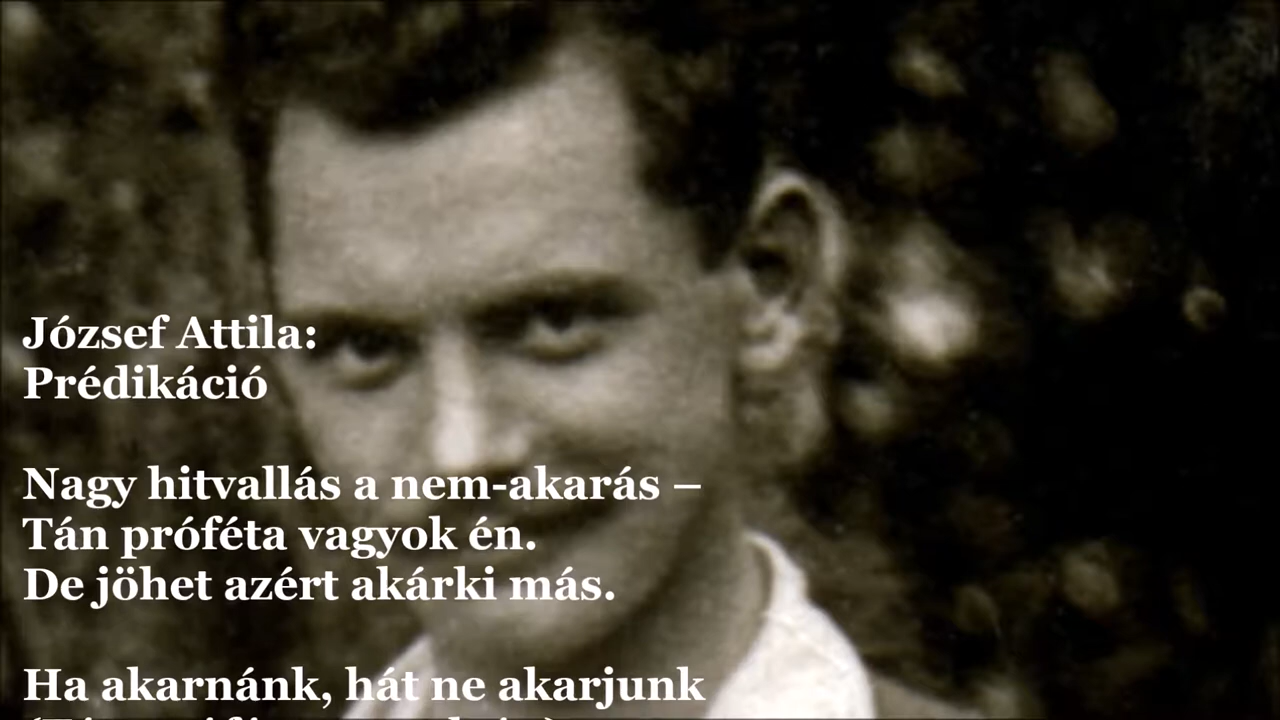 József Attila:
Prédikáció
Nagy hitvallás a nem-akarás –
Tán próféta vagyok én.
De jöhet azért akárki más.
Ha akarnánk, hát ne akarjunk